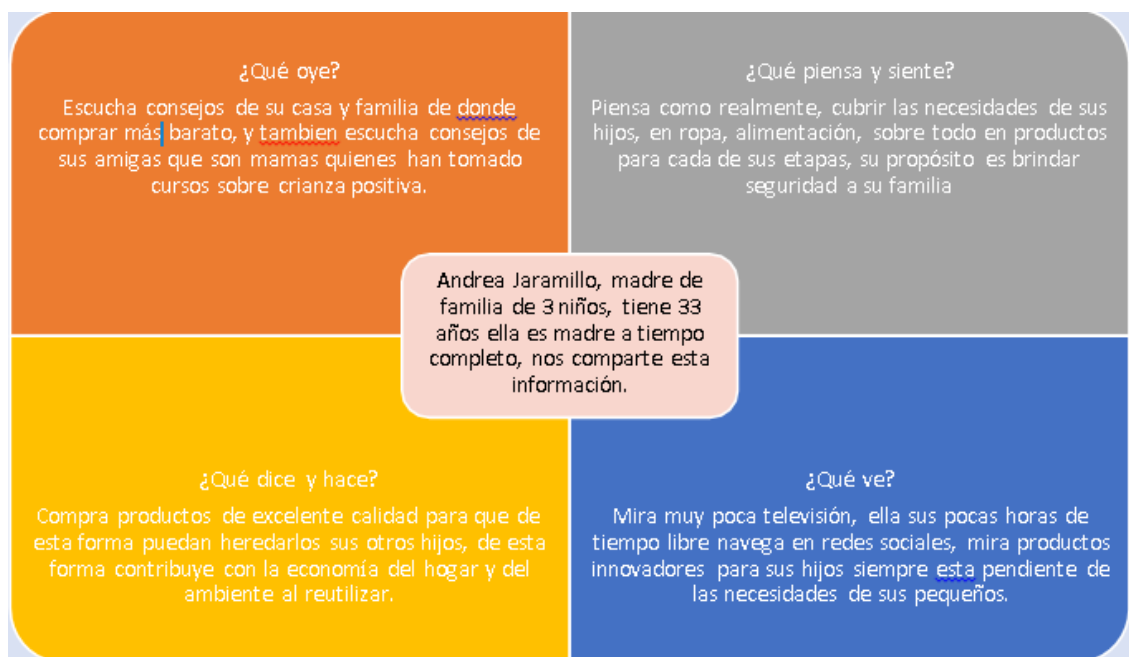 ¿Qué oye?
Escucha consejos de su casa y familia de donde
comprar más barato, y tambien escucha consejos de
sus amigas que son mamas quienes han tomado
cursos sobre crianza positiva.
¿Qué piensa y siente?
Piensa como realmente, cubrir las necesidades de sus
hijos, en ropa, alimentación, sobre todo en productos
para cada de sus etapas, su propósito es brindar
seguridad a su familia
Andrea Jaramillo, madre de
familia de 3 niños, tiene 33
años ella es madre a tiempo
completo, nos comparte esta
información.
¿Qué dice y hace?
Compra productos de excelente calidad para que de
esta forma puedan heredarlos sus otros hijos, de esta
forma contribuye con la economía del hogar y del
ambiente al reutilizar.
¿Qué ve?
Mira muy poca televisión, ella sus pocas horas de
tiempo libre navega en redes sociales, mira productos
innovadores para sus hijos siempre esta pendiente de
las necesidades de sus pequeños.